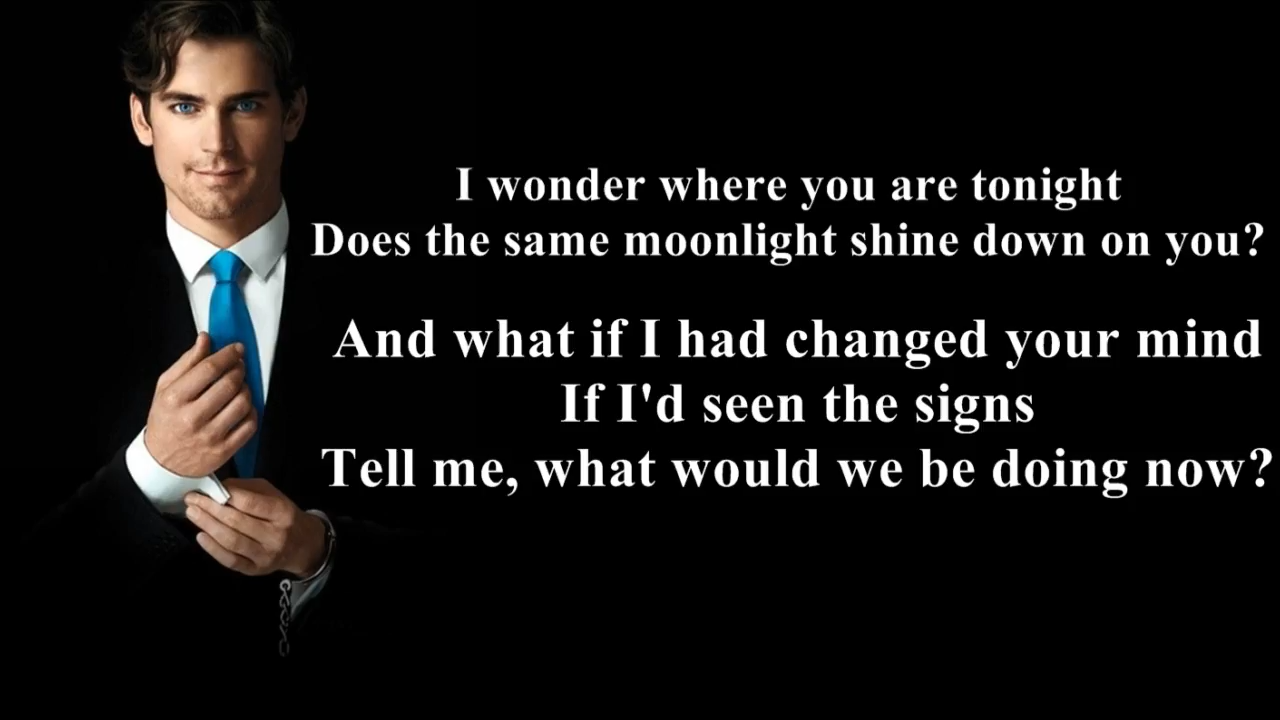 I wonder where you are tonight
Does the same moonlight shine down on you?
And what if I had changed your mind
If I'd seen the signs
Tell me, what would we be doing now?